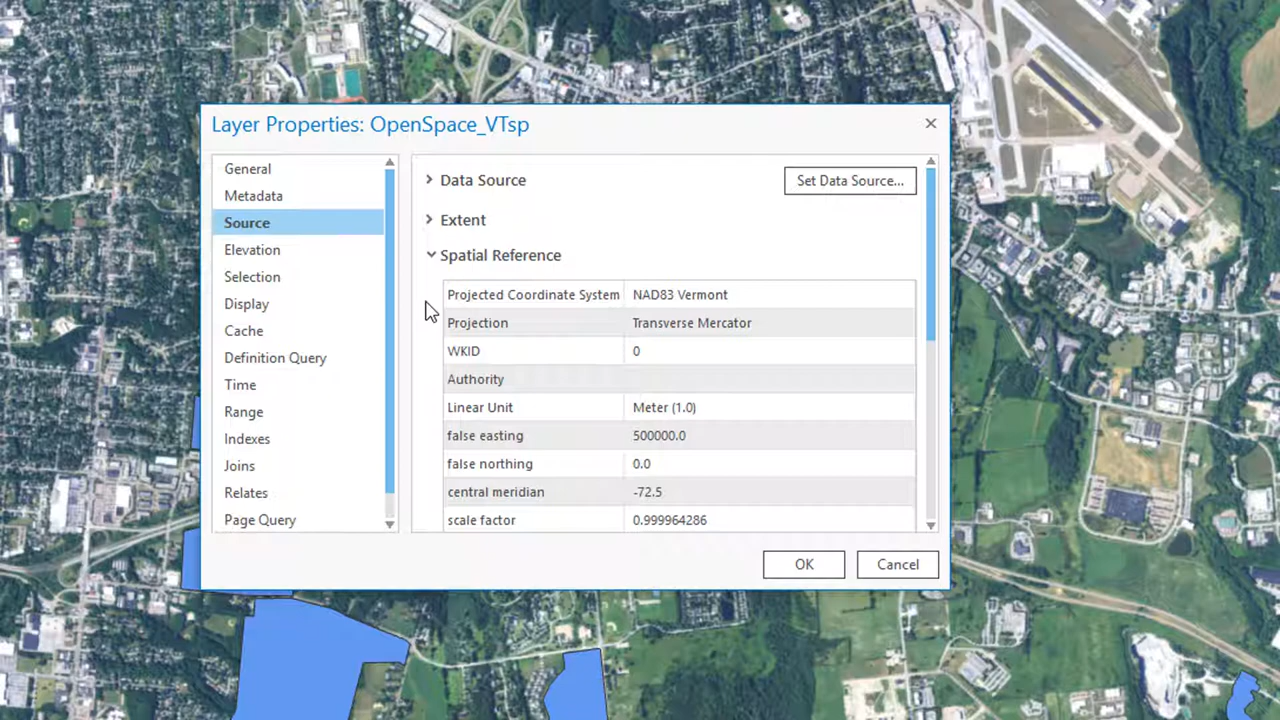 Layer Properties: OpenSpace_VTsp
General
Metadata
Source
Elevation
Selection
Display
Cache
Definition Query
Time
Range
Indexes
Joins
Relates
Page Query
Data Source
Set Data Source...
Extent
Spatial Reference
Projected Coordinate System NAD83 Vermont
Projection Transverse Mercator
WKID 0
Authority
Linear Unit Meter (1.0)
false easting 500000.0
false northing 0.0
central meridian -72.5
scale factor 0.999964286
OK
Cancel